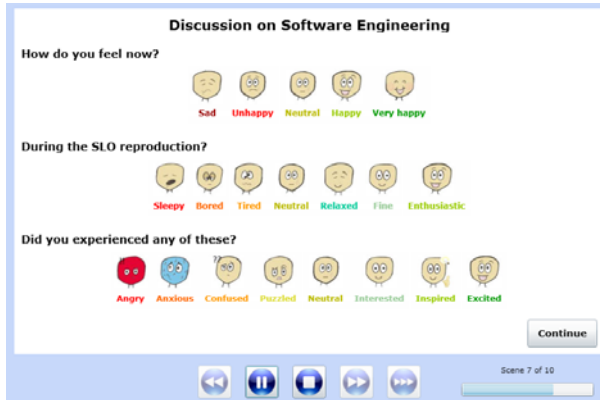 Discussion on Software Engineering
How do you feel now?
Sad Unhappy Neutral Happy Very happy
During the SLO reproduction?
Sleepy Bored Tired Neutral Relaxed Fine Enthusiastic
Did you experienced any of these?
Angry Anxious Confused Puzzled Neutral Interested Inspired Excited
Continue
Scene 7 of 10